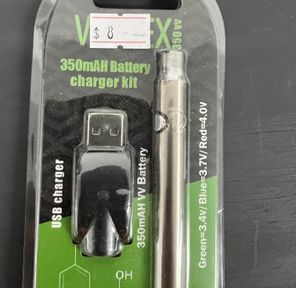 $ 8
350 VV
350mAH Battery
charger kit
USB charger
350mAH VV Battery
Green=3.4v/ Blue=3.7V/ Red=4.0v
OH